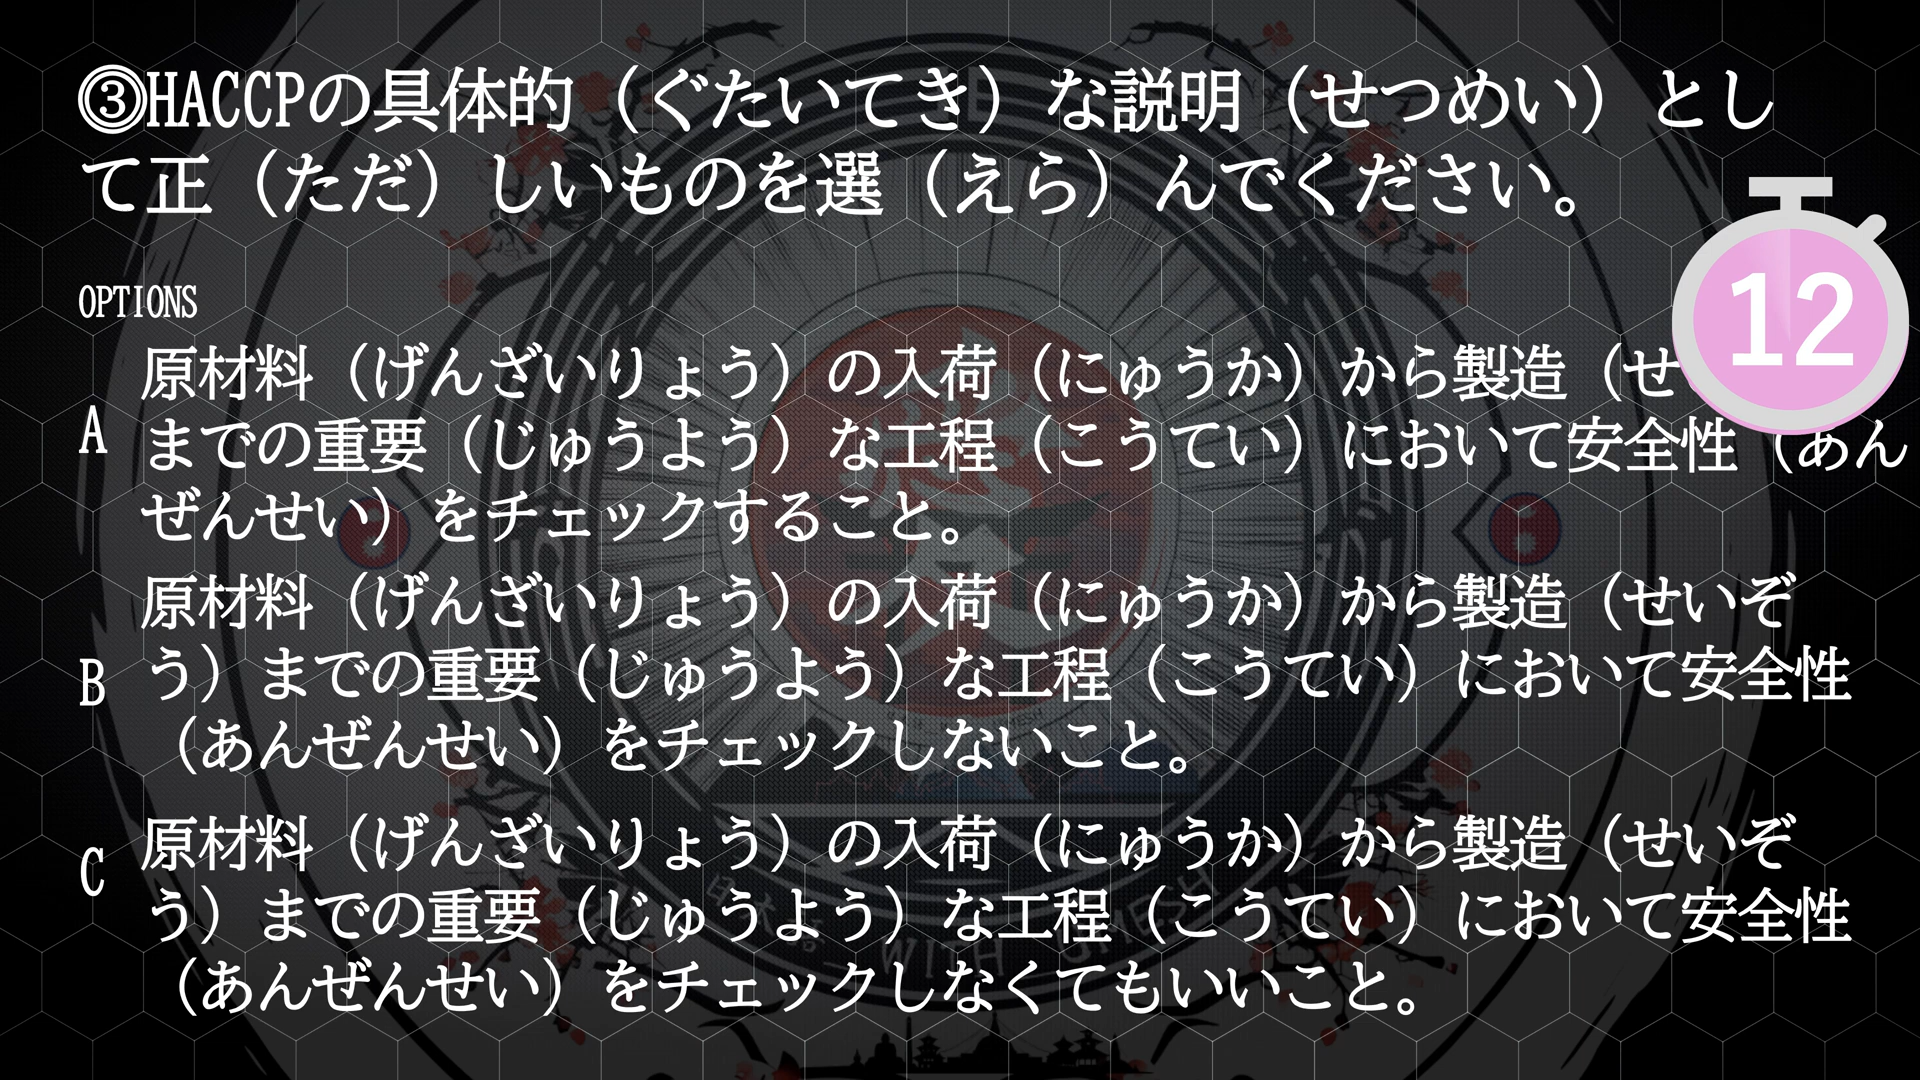 ③HACCPの具体的（ぐたいてき）な説明（せつめい）とし
て正（ただ）しいものを選（えら）んでください。
12
OPTIONS
A
原材料（げんざいりょう）の入荷（にゅうか）から製造（せ
までの重要（じゅうよう）な工程（こうてい）において安全性（あん
ぜんせい）をチェックすること。
B
原材料（げんざいりょう）の入荷（にゅうか）から製造（せいぞ
う）までの重要（じゅうよう）な工程（こうてい）において安全性
（あんぜんせい）をチェックしないこと。
C
原材料（げんざいりょう）の入荷（にゅうか）から製造（せいぞ
う）までの重要（じゅうよう）な工程（こうてい）において安全性
（あんぜんせい）をチェックしなくてもいいこと。
WITH